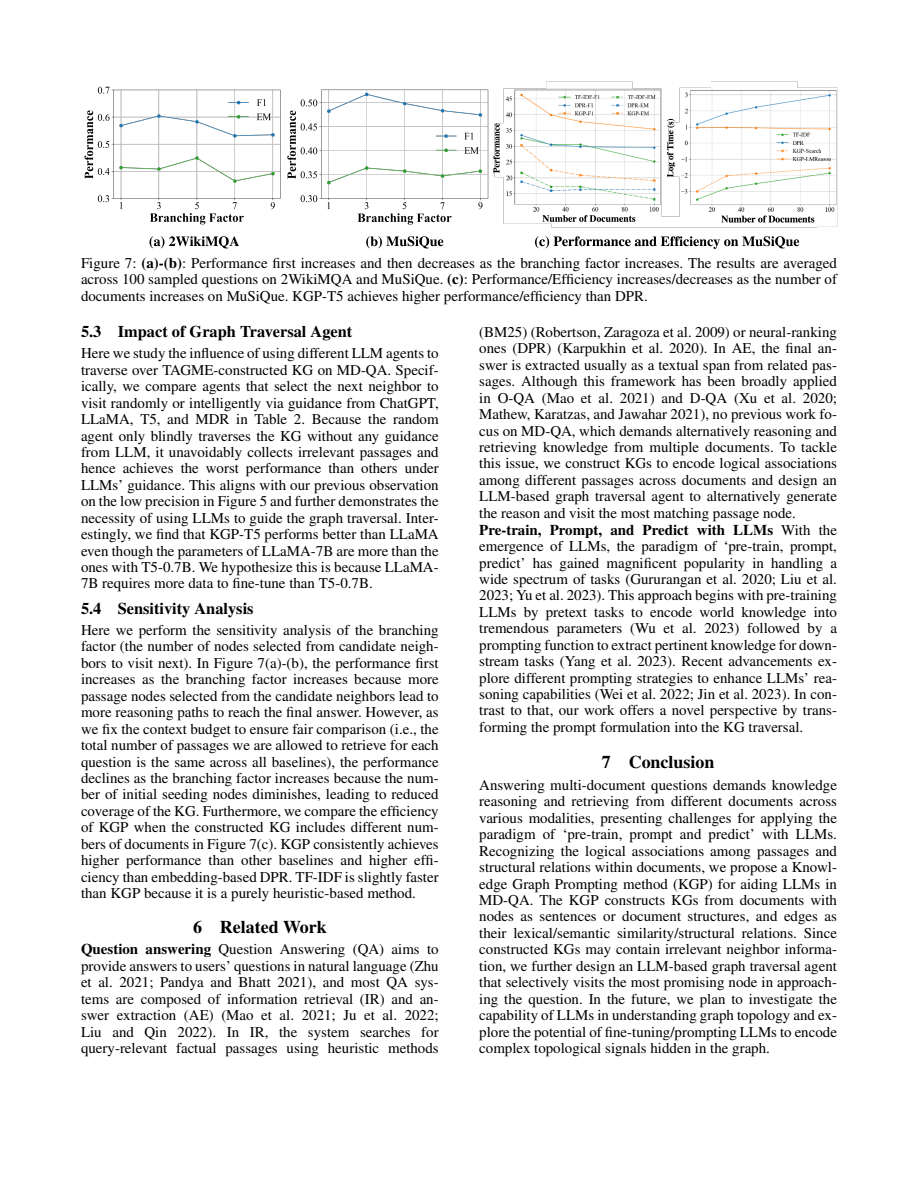 0.7
0.6
0.5
0.4
0.3
Performance
F1
EM
1 3 5 7 9
Branching Factor
(a) 2WikiMQA
0.50
0.45
0.40
0.35
0.30
Performance
F1
EM
1 3 5 7 9
Branching Factor
(b) MuSiQue
45
40
35
30
25
20
15
Performance
TF-IDF-F1
DPR-F1
KGP-F1
TF-IDF-EM
DPR-EM
KGP-EM
20 40 60 80 100
Number of Documents
3
2
1
0
−1
−3
Log of Time (s)
TF-IDF
DPR
KGP-Search
KGP-LMReason
20 40 60 80 100
Number of Documents
(c) Performance and Efficiency on MuSiQue
Figure 7: (a)-(b): Performance first increases and then decreases as the branching factor increases. The results are averaged
across 100 sampled questions on 2WikiMQA and MuSiQue. (c): Performance/Efficiency increases/decreases as the number of
documents increases on MuSiQue. KGP-T5 achieves higher performance/efficiency than DPR.
5.3 Impact of Graph Traversal Agent
Here we study the influence of using different LLM agents to
traverse over TAGME-constructed KG on MD-QA. Specif-
ically, we compare agents that select the next neighbor to
visit randomly or intelligently via guidance from ChatGPT,
LLaMA, T5, and MDR in Table 2. Because the random
agent only blindly traverses the KG without any guidance
from LLM, it unavoidably collects irrelevant passages and
hence achieves the worst performance than others under
LLMs' guidance. This aligns with our previous observation
on the low precision in Figure 5 and further demonstrates the
necessity of using LLMs to guide the graph traversal. Inter-
estingly, we find that KGP-T5 performs better than LLaMA
even though the parameters of LLaMA-7B are more than the
ones with T5-0.7B. We hypothesize this is because LLaMA-
7B requires more data to fine-tune than T5-0.7B.
5.4 Sensitivity Analysis
Here we perform the sensitivity analysis of the branching
factor (the number of nodes selected from candidate neigh-
bors to visit next). In Figure 7(a)-(b), the performance first
increases as the branching factor increases because more
passage nodes selected from the candidate neighbors lead to
more reasoning paths to reach the final answer. However, as
we fix the context budget to ensure fair comparison (i.e., the
total number of passages we are allowed to retrieve for each
question is the same across all baselines), the performance
declines as the branching factor increases because the num-
ber of initial seeding nodes diminishes, leading to reduced
coverage of the KG. Furthermore, we compare the efficiency
of KGP when the constructed KG includes different num-
bers of documents in Figure 7(c). KGP consistently achieves
higher performance than other baselines and higher effi-
ciency than embedding-based DPR. TF-IDF is slightly faster
than KGP because it is a purely heuristic-based method.
6 Related Work
Question answering Question Answering (QA) aims to
provide answers to users' questions in natural language (Zhu
et al. 2021; Pandya and Bhatt 2021), and most QA sys-
tems are composed of information retrieval (IR) and an-
swer extraction (AE) (Mao et al. 2021; Ju et al. 2022;
Liu and Qin 2022). In IR, the system searches for
query-relevant factual passages using heuristic methods
(BM25) (Robertson, Zaragoza et al. 2009) or neural-ranking
ones (DPR) (Karpukhin et al. 2020). In AE, the final an-
swer is extracted usually as a textual span from related pas-
sages. Although this framework has been broadly applied
in O-QA (Mao et al. 2021) and D-QA (Xu et al. 2020;
Mathew, Karatzas, and Jawahar 2021), no previous work fo-
cus on MD-QA, which demands alternatively reasoning and
retrieving knowledge from multiple documents. To tackle
this issue, we construct KGs to encode logical associations
among different passages across documents and design an
LLM-based graph traversal agent to alternatively generate
the reason and visit the most matching passage node.
Pre-train, Prompt, and Predict with LLMs With the
emergence of LLMs, the paradigm of 'pre-train, prompt,
predict' has gained magnificent popularity in handling a
wide spectrum of tasks (Gururangan et al. 2020; Liu et al.
2023; Yu et al. 2023). This approach begins with pre-training
LLMs by pretext tasks to encode world knowledge into
tremendous parameters (Wu et al. 2023) followed by a
prompting function to extract pertinent knowledge for down-
stream tasks (Yang et al. 2023). Recent advancements ex-
plore different prompting strategies to enhance LLMs' rea-
soning capabilities (Wei et al. 2022; Jin et al. 2023). In con-
trast to that, our work offers a novel perspective by trans-
forming the prompt formulation into the KG traversal.
7 Conclusion
Answering multi-document questions demands knowledge
reasoning and retrieving from different documents across
various modalities, presenting challenges for applying the
paradigm of 'pre-train, prompt and predict' with LLMs.
Recognizing the logical associations among passages and
structural relations within documents, we propose a Knowl-
edge Graph Prompting method (KGP) for aiding LLMs in
MD-QA. The KGP constructs KGs from documents with
nodes as sentences or document structures, and edges as
their lexical/semantic similarity/structural relations. Since
constructed KGs may contain irrelevant neighbor informa-
tion, we further design an LLM-based graph traversal agent
that selectively visits the most promising node in approach-
ing the question. In the future, we plan to investigate the
capability of LLMs in understanding graph topology and ex-
plore the potential of fine-tuning/prompting LLMs to encode
complex topological signals hidden in the graph.